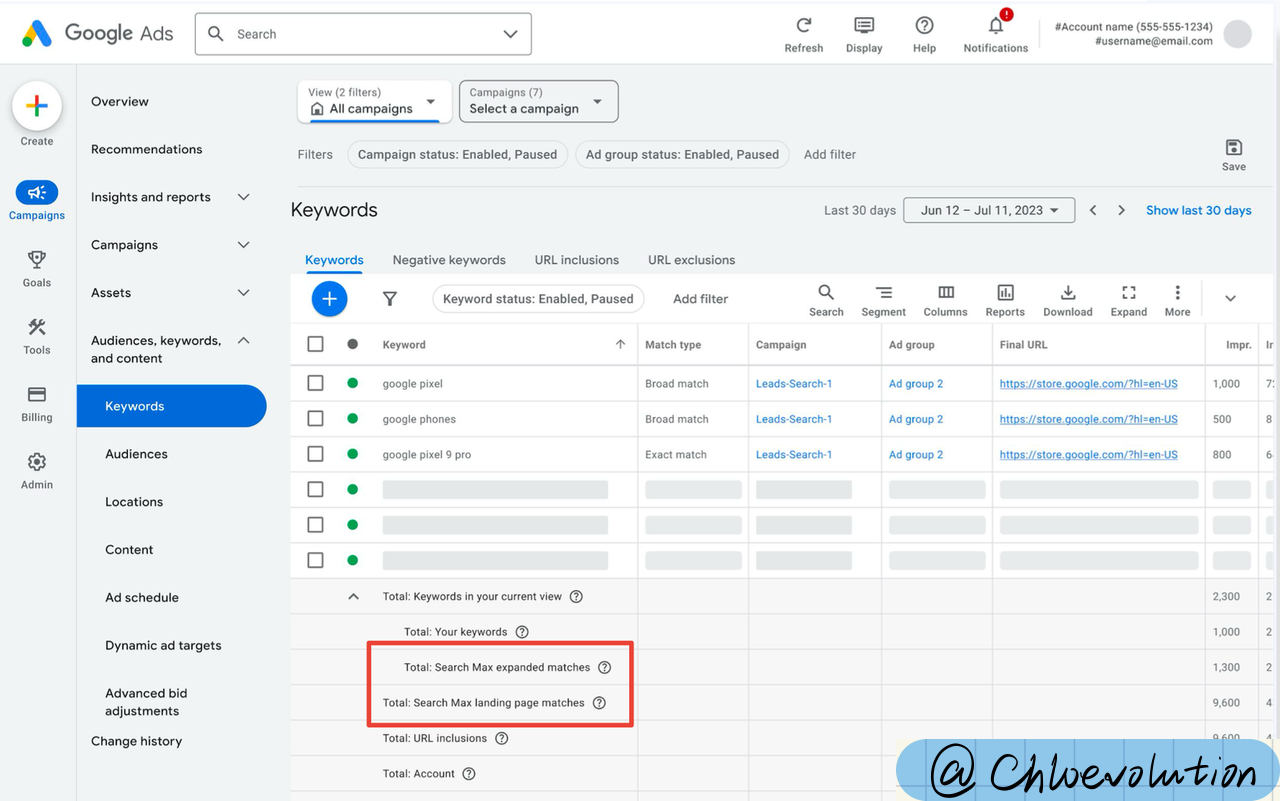 Google Ads
Search
Refresh
Display
Help
Notifications
#Account name (555-555-1234)
#username@email.com
Create
Campaigns
Goals
Tools
Billing
Admin
Overview
Recommendations
Insights and reports
Campaigns
Assets
Audiences, keywords,
and content
Keywords
Audiences
Locations
Content
Ad schedule
Dynamic ad targets
Advanced bid
adjustments
Change history
View (2 filters)
All campaigns
Campaigns (7)
Select a campaign
Filters
Campaign status: Enabled, Paused
Ad group status: Enabled, Paused
Add filter
Save
Keywords
Last 30 days
Jun 12 – Jul 11, 2023
Show last 30 days
Keywords Negative keywords URL inclusions URL exclusions
Keyword status: Enabled, Paused
Add filter
Search
Segment
Columns
Reports
Download
Expand
More
Keyword Match type Campaign Ad group Final URL Impr.
google pixel Broad match Leads-Search-1 Ad group 2 https://store.google.com/?hl=en-US 1,000
google phones Broad match Leads-Search-1 Ad group 2 https://store.google.com/?hl=en-US 500
google pixel 9 pro Exact match Leads-Search-1 Ad group 2 https://store.google.com/?hl=en-US 800
Total: Keywords in your current view 2,300
Total: Your keywords 1,000
Total: Search Max expanded matches 1,300
Total: Search Max landing page matches 9,600
Total: URL inclusions 9,600
Total: Account
@Chloevolution